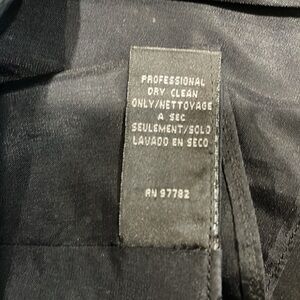 PROFESSIONAL
DRY CLEAN
ONLY/NETTOYAGE
A SEC
SEULEMENT/SOLO
LAVADO EN SECO
RN 97782